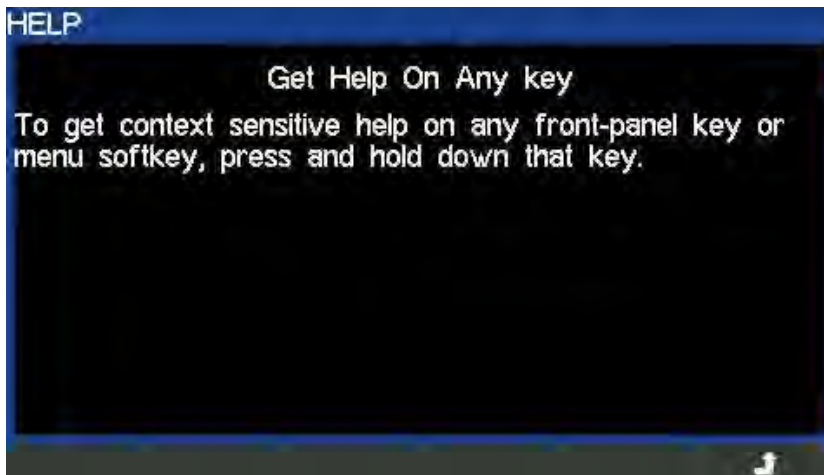 HELP
Get Help On Any key
To get context sensitive help on any front-panel key or
menu softkey, press and hold down that key.